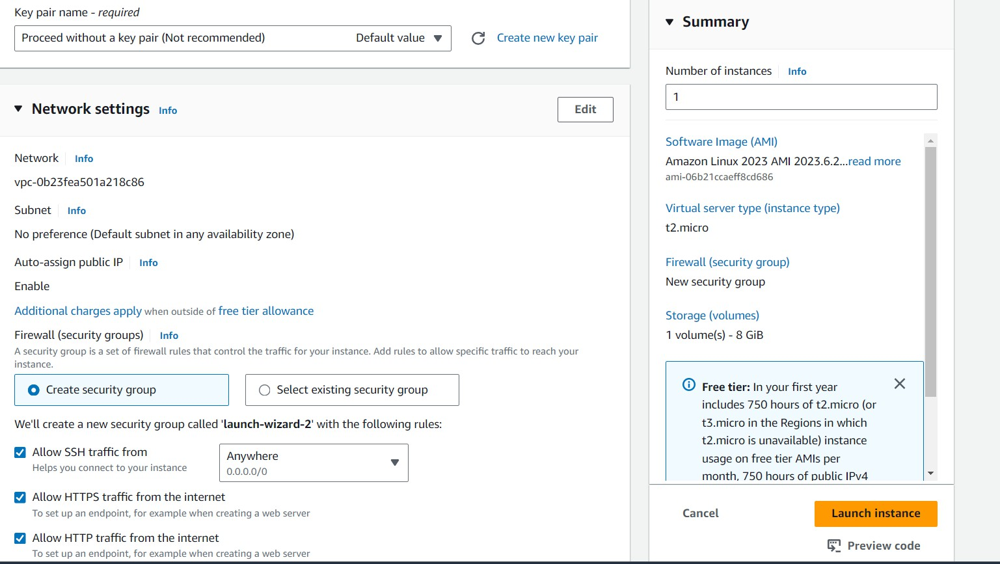 Key pair name - required
Proceed without a key pair (Not recommended) Default value
Create new key pair
Network settings Info
Edit
Network Info
vpc-0b23fea501a218c86
Subnet Info
No preference (Default subnet in any availability zone)
Auto-assign public IP Info
Enable
Additional charges apply when outside of free tier allowance
Firewall (security groups) Info
A security group is a set of firewall rules that control the traffic for your instance. Add rules to allow specific traffic to reach your
instance.
Create security group
Select existing security group
We'll create a new security group called 'launch-wizard-2' with the following rules:
Allow SSH traffic from
Helps you connect to your instance
Anywhere
0.0.0.0/0
Allow HTTPS traffic from the internet
To set up an endpoint, for example when creating a web server
Allow HTTP traffic from the internet
To set up an endpoint, for example when creating a web server
Summary
Number of instances Info
1
Software Image (AMI)
Amazon Linux 2023 AMI 2023.6.2...read more
ami-06b21ccaeff8cd686
Virtual server type (instance type)
t2.micro
Firewall (security group)
New security group
Storage (volumes)
1 volume(s) - 8 GiB
Free tier: In your first year
includes 750 hours of t2.micro (or
t3.micro in the Regions in which
t2.micro is unavailable) instance
usage on free tier AMIs per
month, 750 hours of public IPv4
Cancel
Launch instance
Preview code